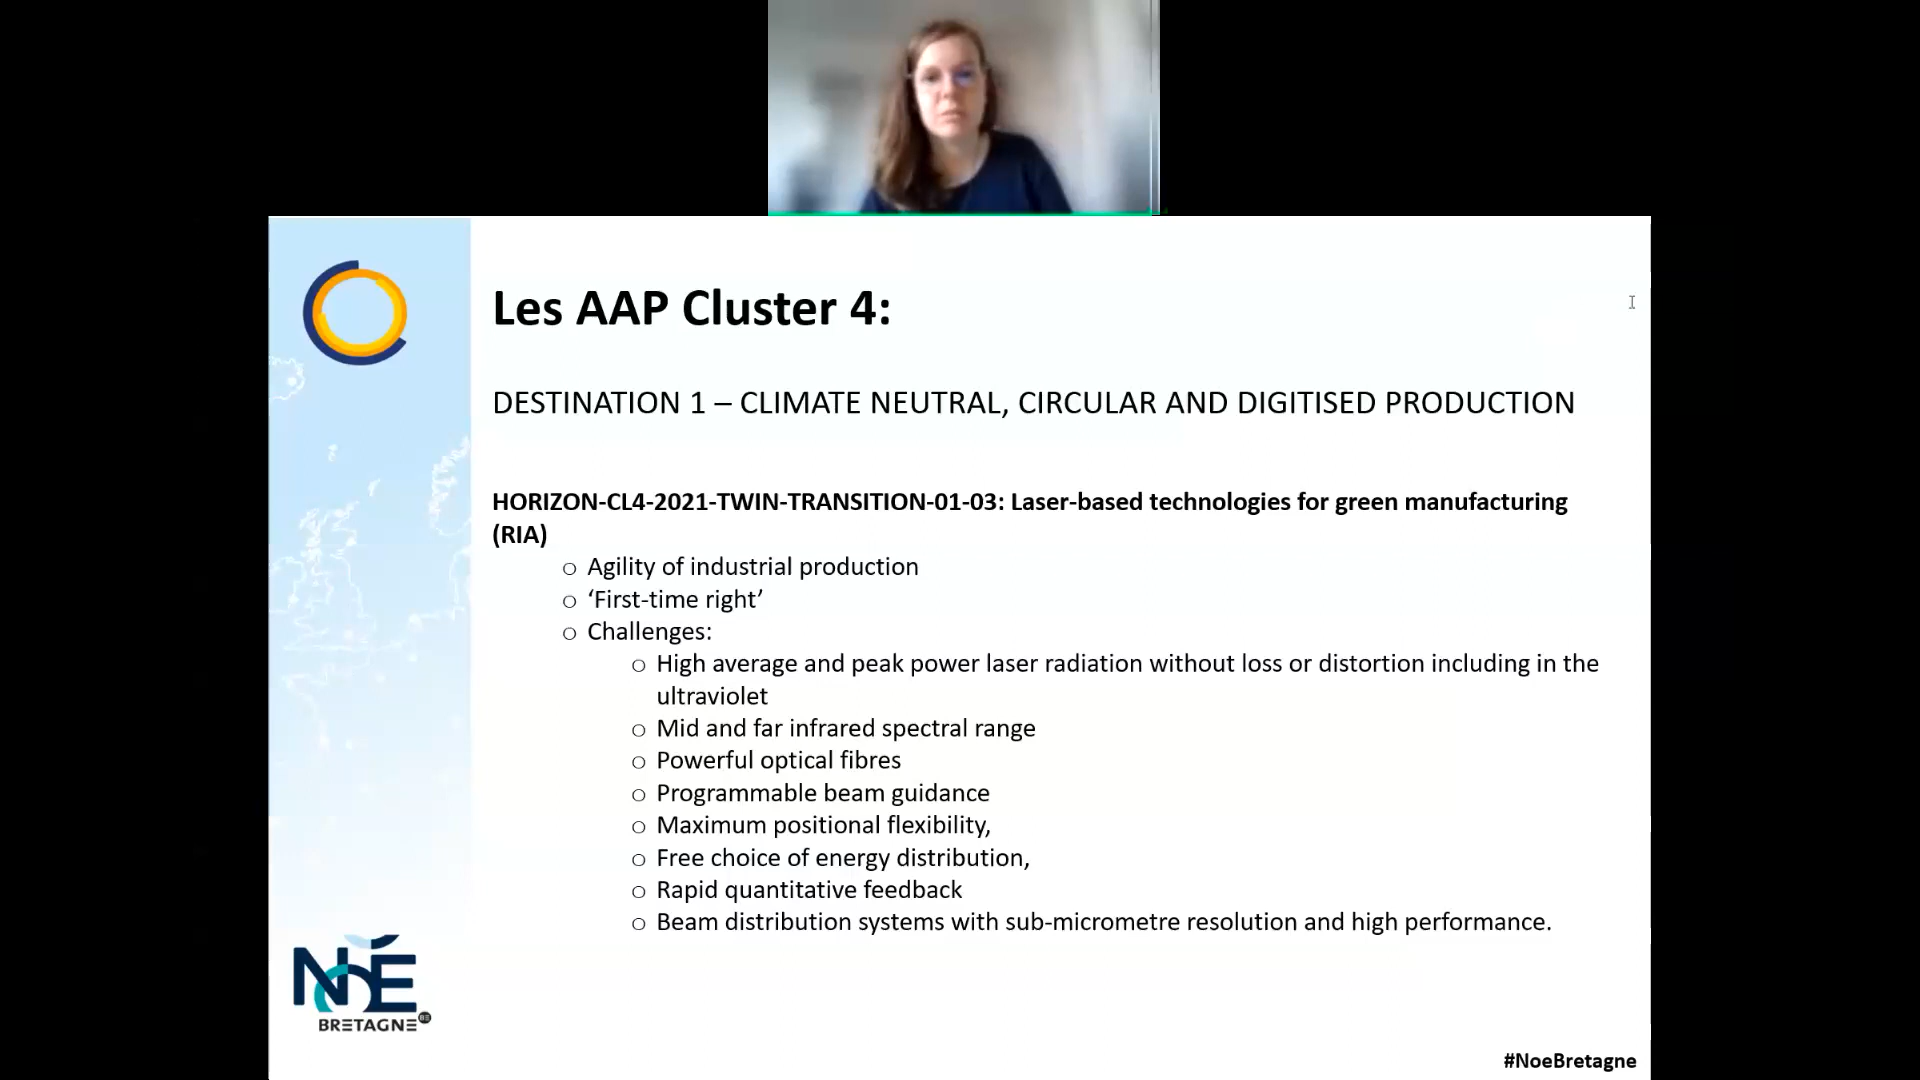 Les AAP Cluster 4:
DESTINATION 1 – CLIMATE NEUTRAL, CIRCULAR AND DIGITISED PRODUCTION
HORIZON-CL4-2021-TWIN-TRANSITION-01-03: Laser-based technologies for green manufacturing
(RIA)
o Agility of industrial production
o ‘First-time right’
o Challenges:
o High average and peak power laser radiation without loss or distortion including in the
ultraviolet
o Mid and far infrared spectral range
o Powerful optical fibres
o Programmable beam guidance
o Maximum positional flexibility,
o Free choice of energy distribution,
o Rapid quantitative feedback
o Beam distribution systems with sub-micrometre resolution and high performance.
NOÉ
BRETAGNE
#NoeBretagne